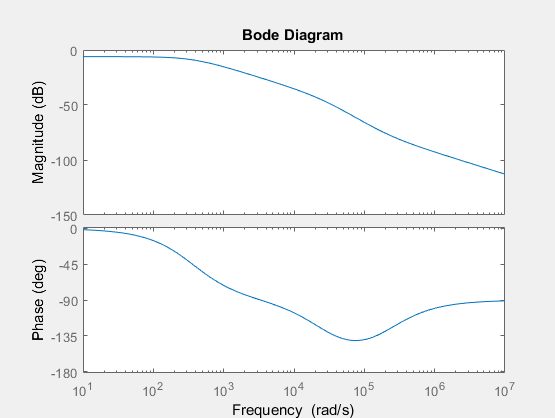 Bode Diagram
Magnitude (dB)
0
-50
-100
-150
Phase (deg)
0
-45
-90
-135
-180
10^1 10^2 10^3 10^4 10^5 10^6 10^7
Frequency (rad/s)